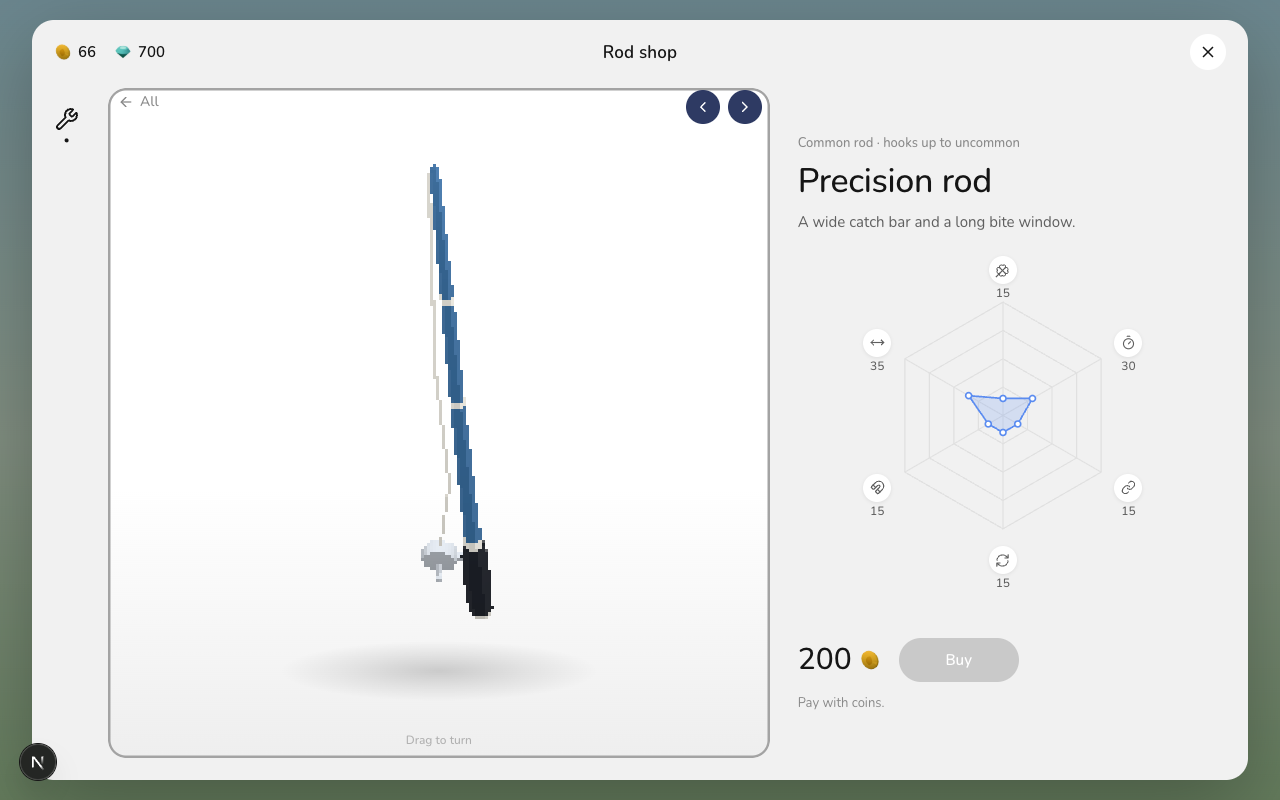 66
700
Rod shop
All
Common rod · hooks up to uncommon
Precision rod
A wide catch bar and a long bite window.
15
35
30
15
15
15
200
Buy
Pay with coins.
Drag to turn
N